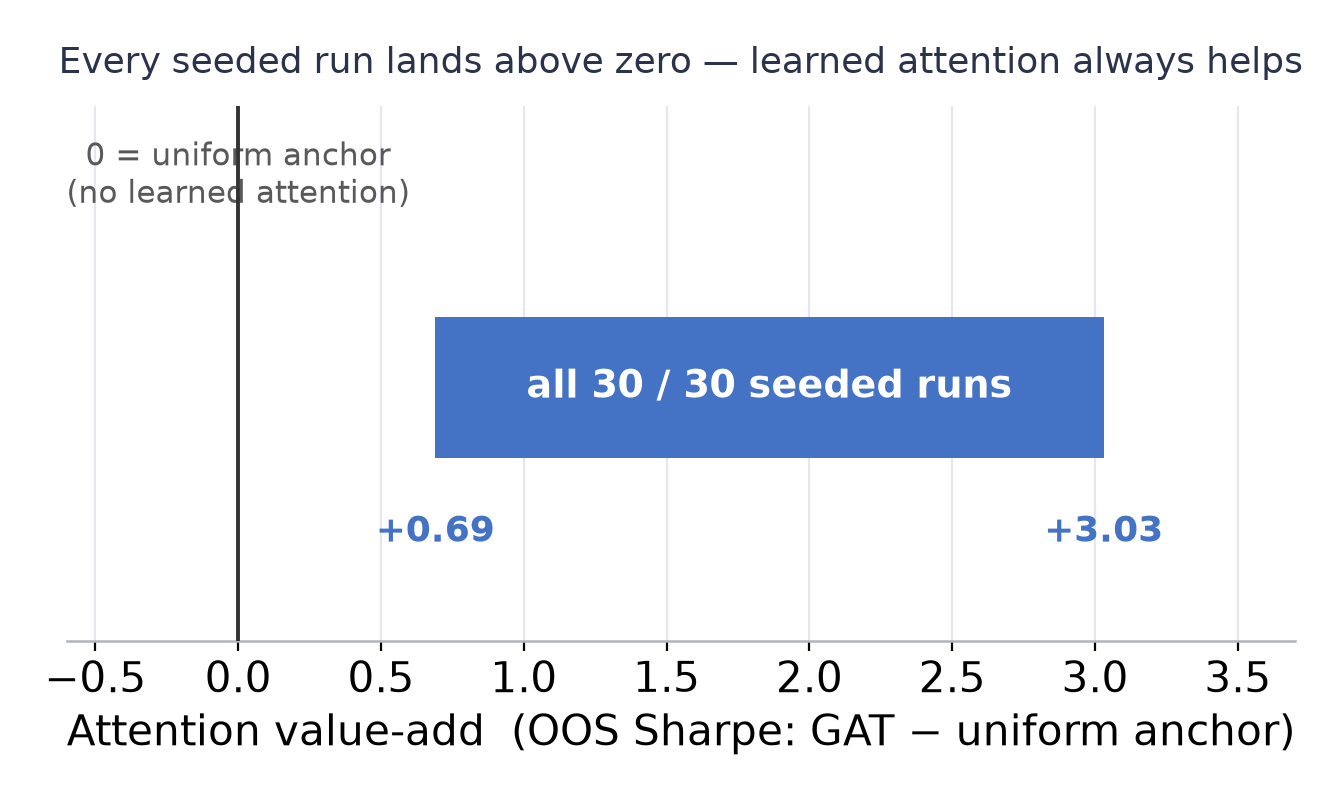 Every seeded run lands above zero — learned attention always helps
0 = uniform anchor
(no learned attention)
all 30 / 30 seeded runs
+0.69 +3.03
−0.5 0.0 0.5 1.0 1.5 2.0 2.5 3.0 3.5
Attention value-add (OOS Sharpe: GAT − uniform anchor)